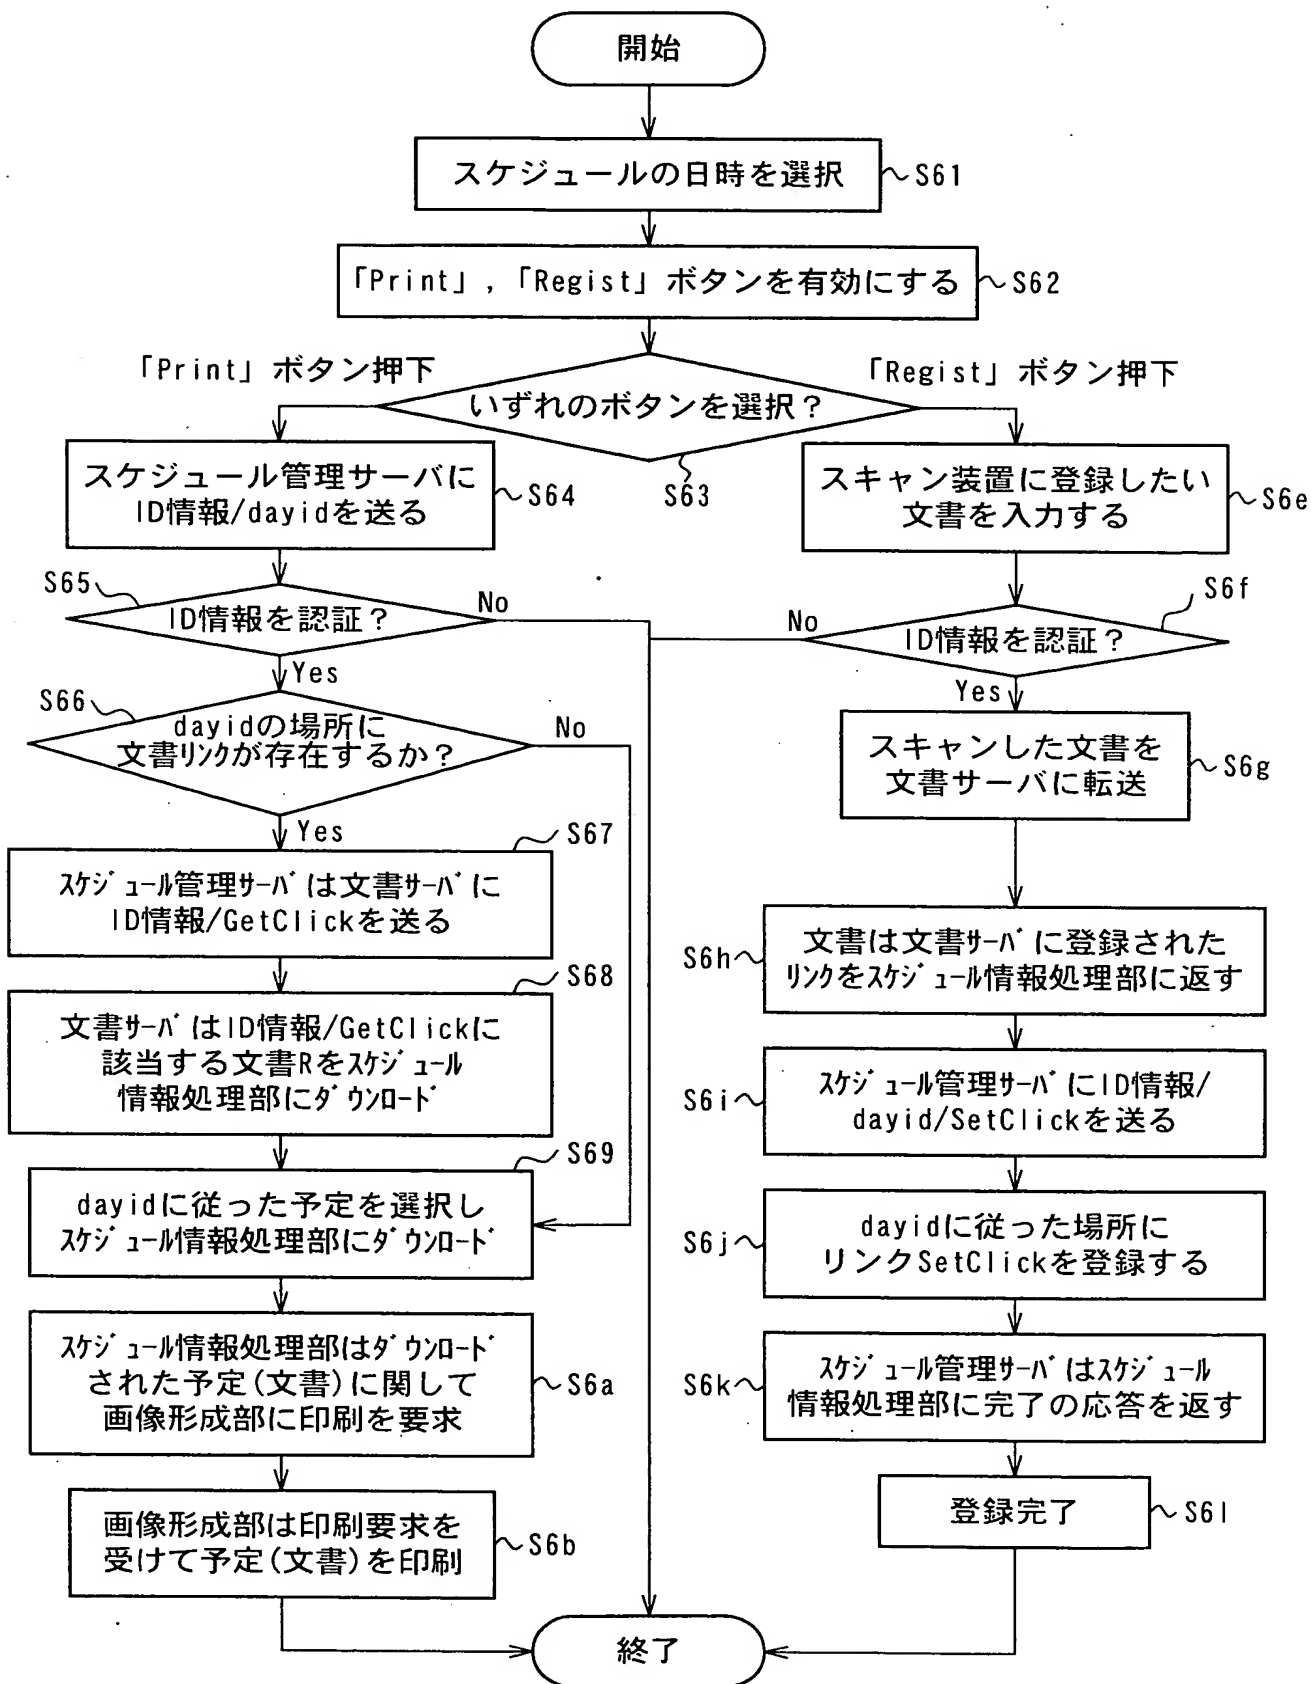 開始
スケジュールの日時を選択
S61
「Print」,「Regist」ボタンを有効にする
S62
「Print」ボタン押下
「Regist」ボタン押下
いずれのボタンを選択?
S63
スケジュール管理サーバに
ID情報/dayidを送る
S64
S65
ID情報を認証?
No
Yes
S66
dayidの場所に
文書リンクが存在するか?
No
Yes
S67
スケジュール管理サーバは文書サーバに
ID情報/GetClickを送る
S68
文書サーバはID情報/GetClickに
該当する文書Rをスケジュール
情報処理部にダウンロード
S69
dayidに従った予定を選択し
スケジュール情報処理部にダウンロード
スケジュール情報処理部はダウンロード
された予定(文書)に関して
画像形成部に印刷を要求
S6a
画像形成部は印刷要求を
受けて予定(文書)を印刷
S6b
スキャン装置に登録したい
文書を入力する
S6e
S6f
ID情報を認証?
No
Yes
スキャンした文書を
文書サーバに転送
S6g
S6h
文書は文書サーバに登録された
リンクをスケジュール情報処理部に返す
S6i
スケジュール管理サーバにID情報/
dayid/SetClickを送る
S6j
dayidに従った場所に
リンクSetClickを登録する
S6k
スケジュール管理サーバはスケジュール
情報処理部に完了の応答を返す
登録完了
S6l
終了